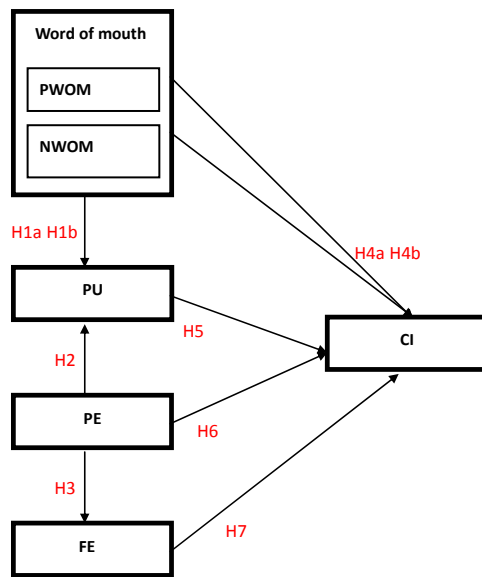 Word of mouth
PWOM
NWOM
H1a H1b
H4a H4b
PU
H5
CI
H2
PE
H6
H3
H7
FE